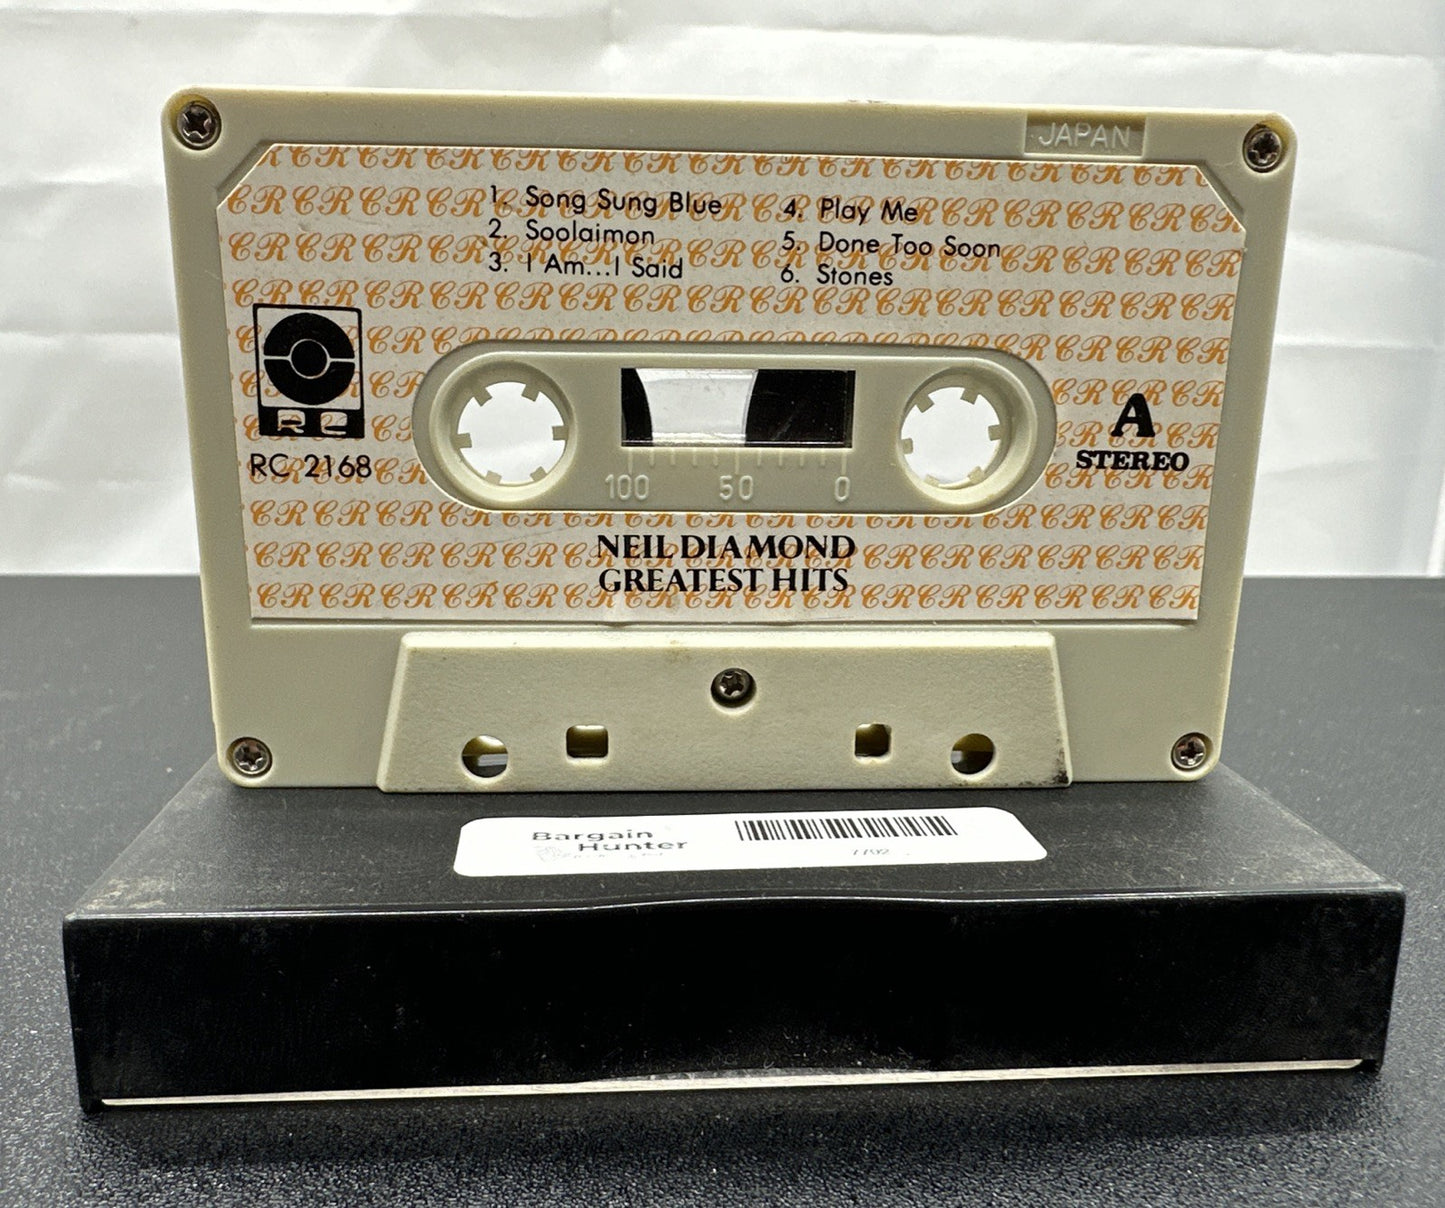 JAPAN
1. Song Sung Blue
2. Soolaimon
3. I Am...I Said
4. Play Me
5. Done Too Soon
6. Stones
RC
RC 2168
A
STEREO
100 50 0
NEIL DIAMOND
GREATEST HITS
Bargain
Hunter